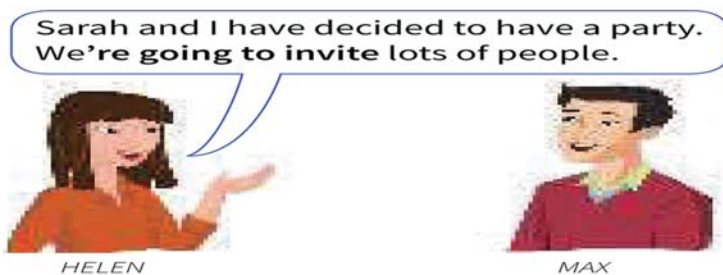 Sarah and I have decided to have a party.
We're going to invite lots of people.
HELEN
MAX